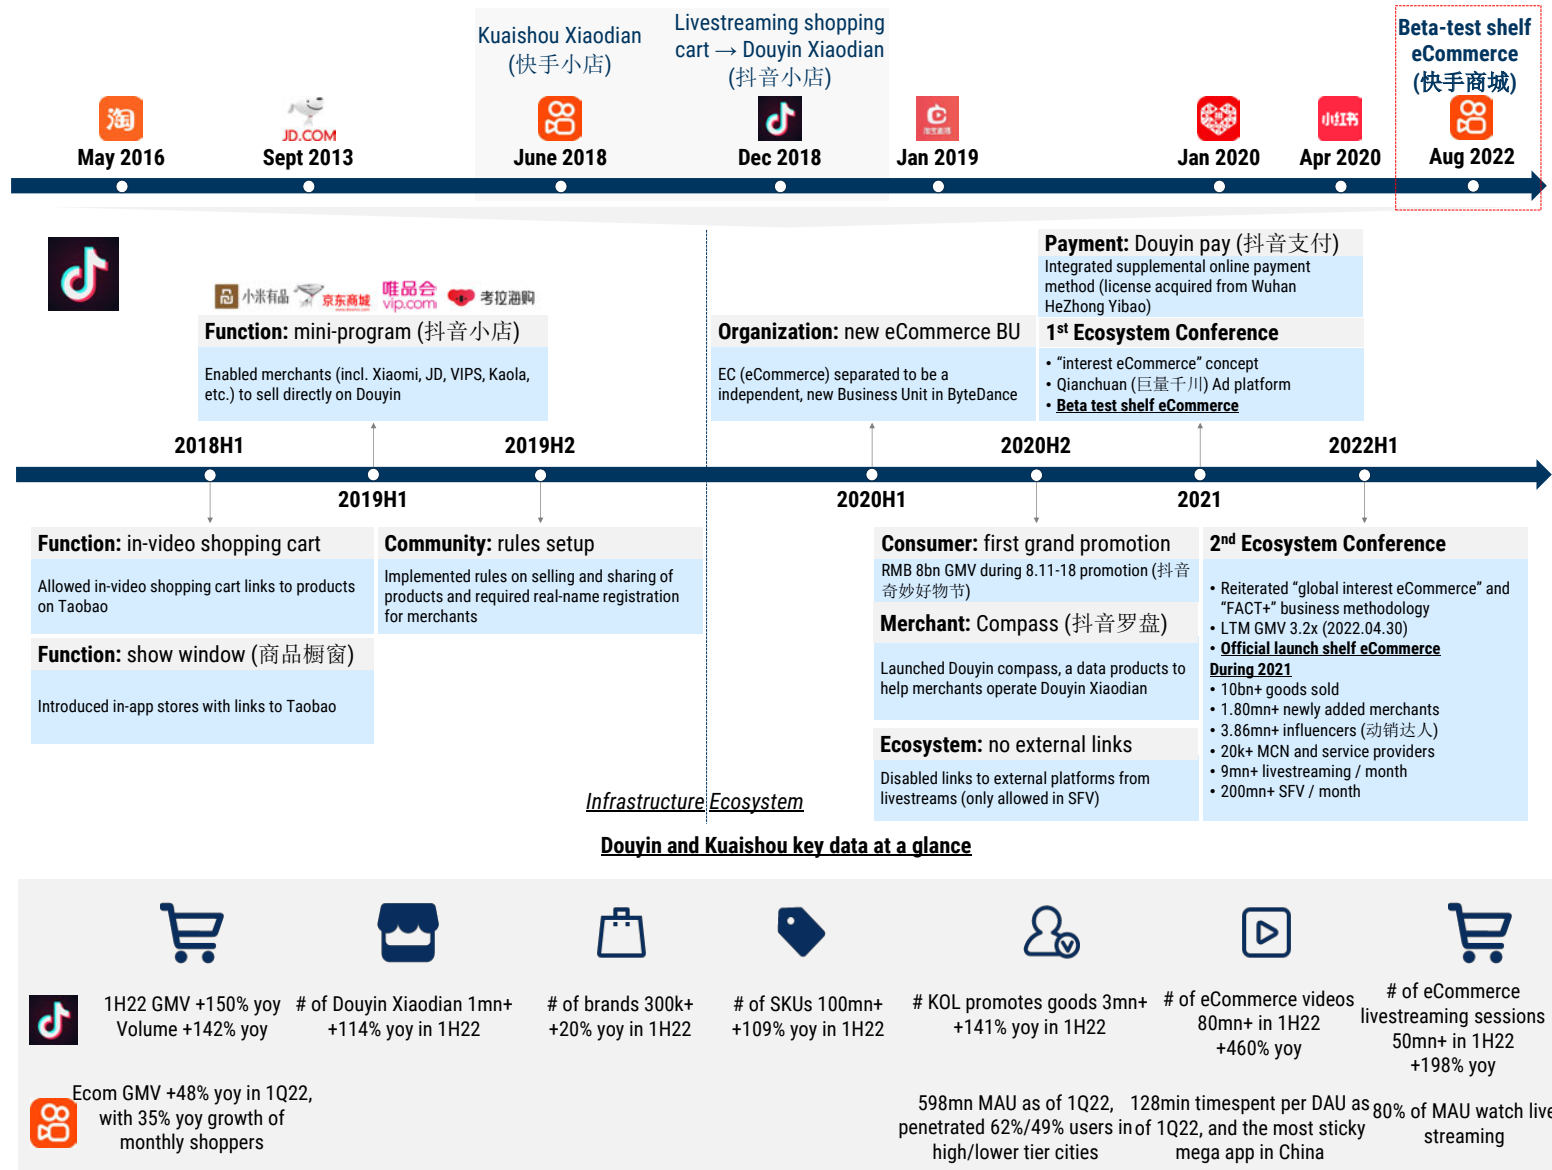 Kuaishou Xiaodian
(快手小店)
Livestreaming shopping
cart → Douyin Xiaodian
(抖音小店)
Beta-test shelf
eCommerce
(快手商城)
淘
JD.COM
小红书
May 2016
Sept 2013
June 2018
Dec 2018
Jan 2019
Jan 2020
Apr 2020
Aug 2022
小米有品
京东商城
唯品会
vip.com
考拉海购
Function: mini-program (抖音小店)
Enabled merchants (incl. Xiaomi, JD, VIPS, Kaola,
etc.) to sell directly on Douyin
Organization: new eCommerce BU
EC (eCommerce) separated to be a
independent, new Business Unit in ByteDance
Payment: Douyin pay (抖音支付)
Integrated supplemental online payment
method (license acquired from Wuhan
HeZhong Yibao)
1st Ecosystem Conference
• “interest eCommerce” concept
• Qianchuan (巨量千川) Ad platform
• Beta test shelf eCommerce
2018H1
2019H2
2020H2
2022H1
2019H1
2020H1
2021
Function: in-video shopping cart
Allowed in-video shopping cart links to products
on Taobao
Function: show window (商品橱窗)
Introduced in-app stores with links to Taobao
Community: rules setup
Implemented rules on selling and sharing of
products and required real-name registration
for merchants
Consumer: first grand promotion
RMB 8bn GMV during 8.11-18 promotion (抖音
奇妙好物节)
Merchant: Compass (抖音罗盘)
Launched Douyin compass, a data products to
help merchants operate Douyin Xiaodian
Ecosystem: no external links
Disabled links to external platforms from
livestreams (only allowed in SFV)
2nd Ecosystem Conference
• Reiterated “global interest eCommerce” and
“FACT+” business methodology
• LTM GMV 3.2x (2022.04.30)
• Official launch shelf eCommerce
During 2021
• 10bn+ goods sold
• 1.80mn+ newly added merchants
• 3.86mn+ influencers (动销达人)
• 20k+ MCN and service providers
• 9mn+ livestreaming / month
• 200mn+ SFV / month
Infrastructure Ecosystem
Douyin and Kuaishou key data at a glance
1H22 GMV +150% yoy
Volume +142% yoy
# of Douyin Xiaodian 1mn+
+114% yoy in 1H22
# of brands 300k+
+20% yoy in 1H22
# of SKUs 100mn+
+109% yoy in 1H22
# KOL promotes goods 3mn+
+141% yoy in 1H22
# of eCommerce videos
80mn+ in 1H22
+460% yoy
# of eCommerce
livestreaming sessions
50mn+ in 1H22
+198% yoy
Ecom GMV +48% yoy in 1Q22,
with 35% yoy growth of
monthly shoppers
598mn MAU as of 1Q22,
penetrated 62%/49% users in
high/lower tier cities
128min timespent per DAU as
of 1Q22, and the most sticky
mega app in China
80% of MAU watch live
streaming